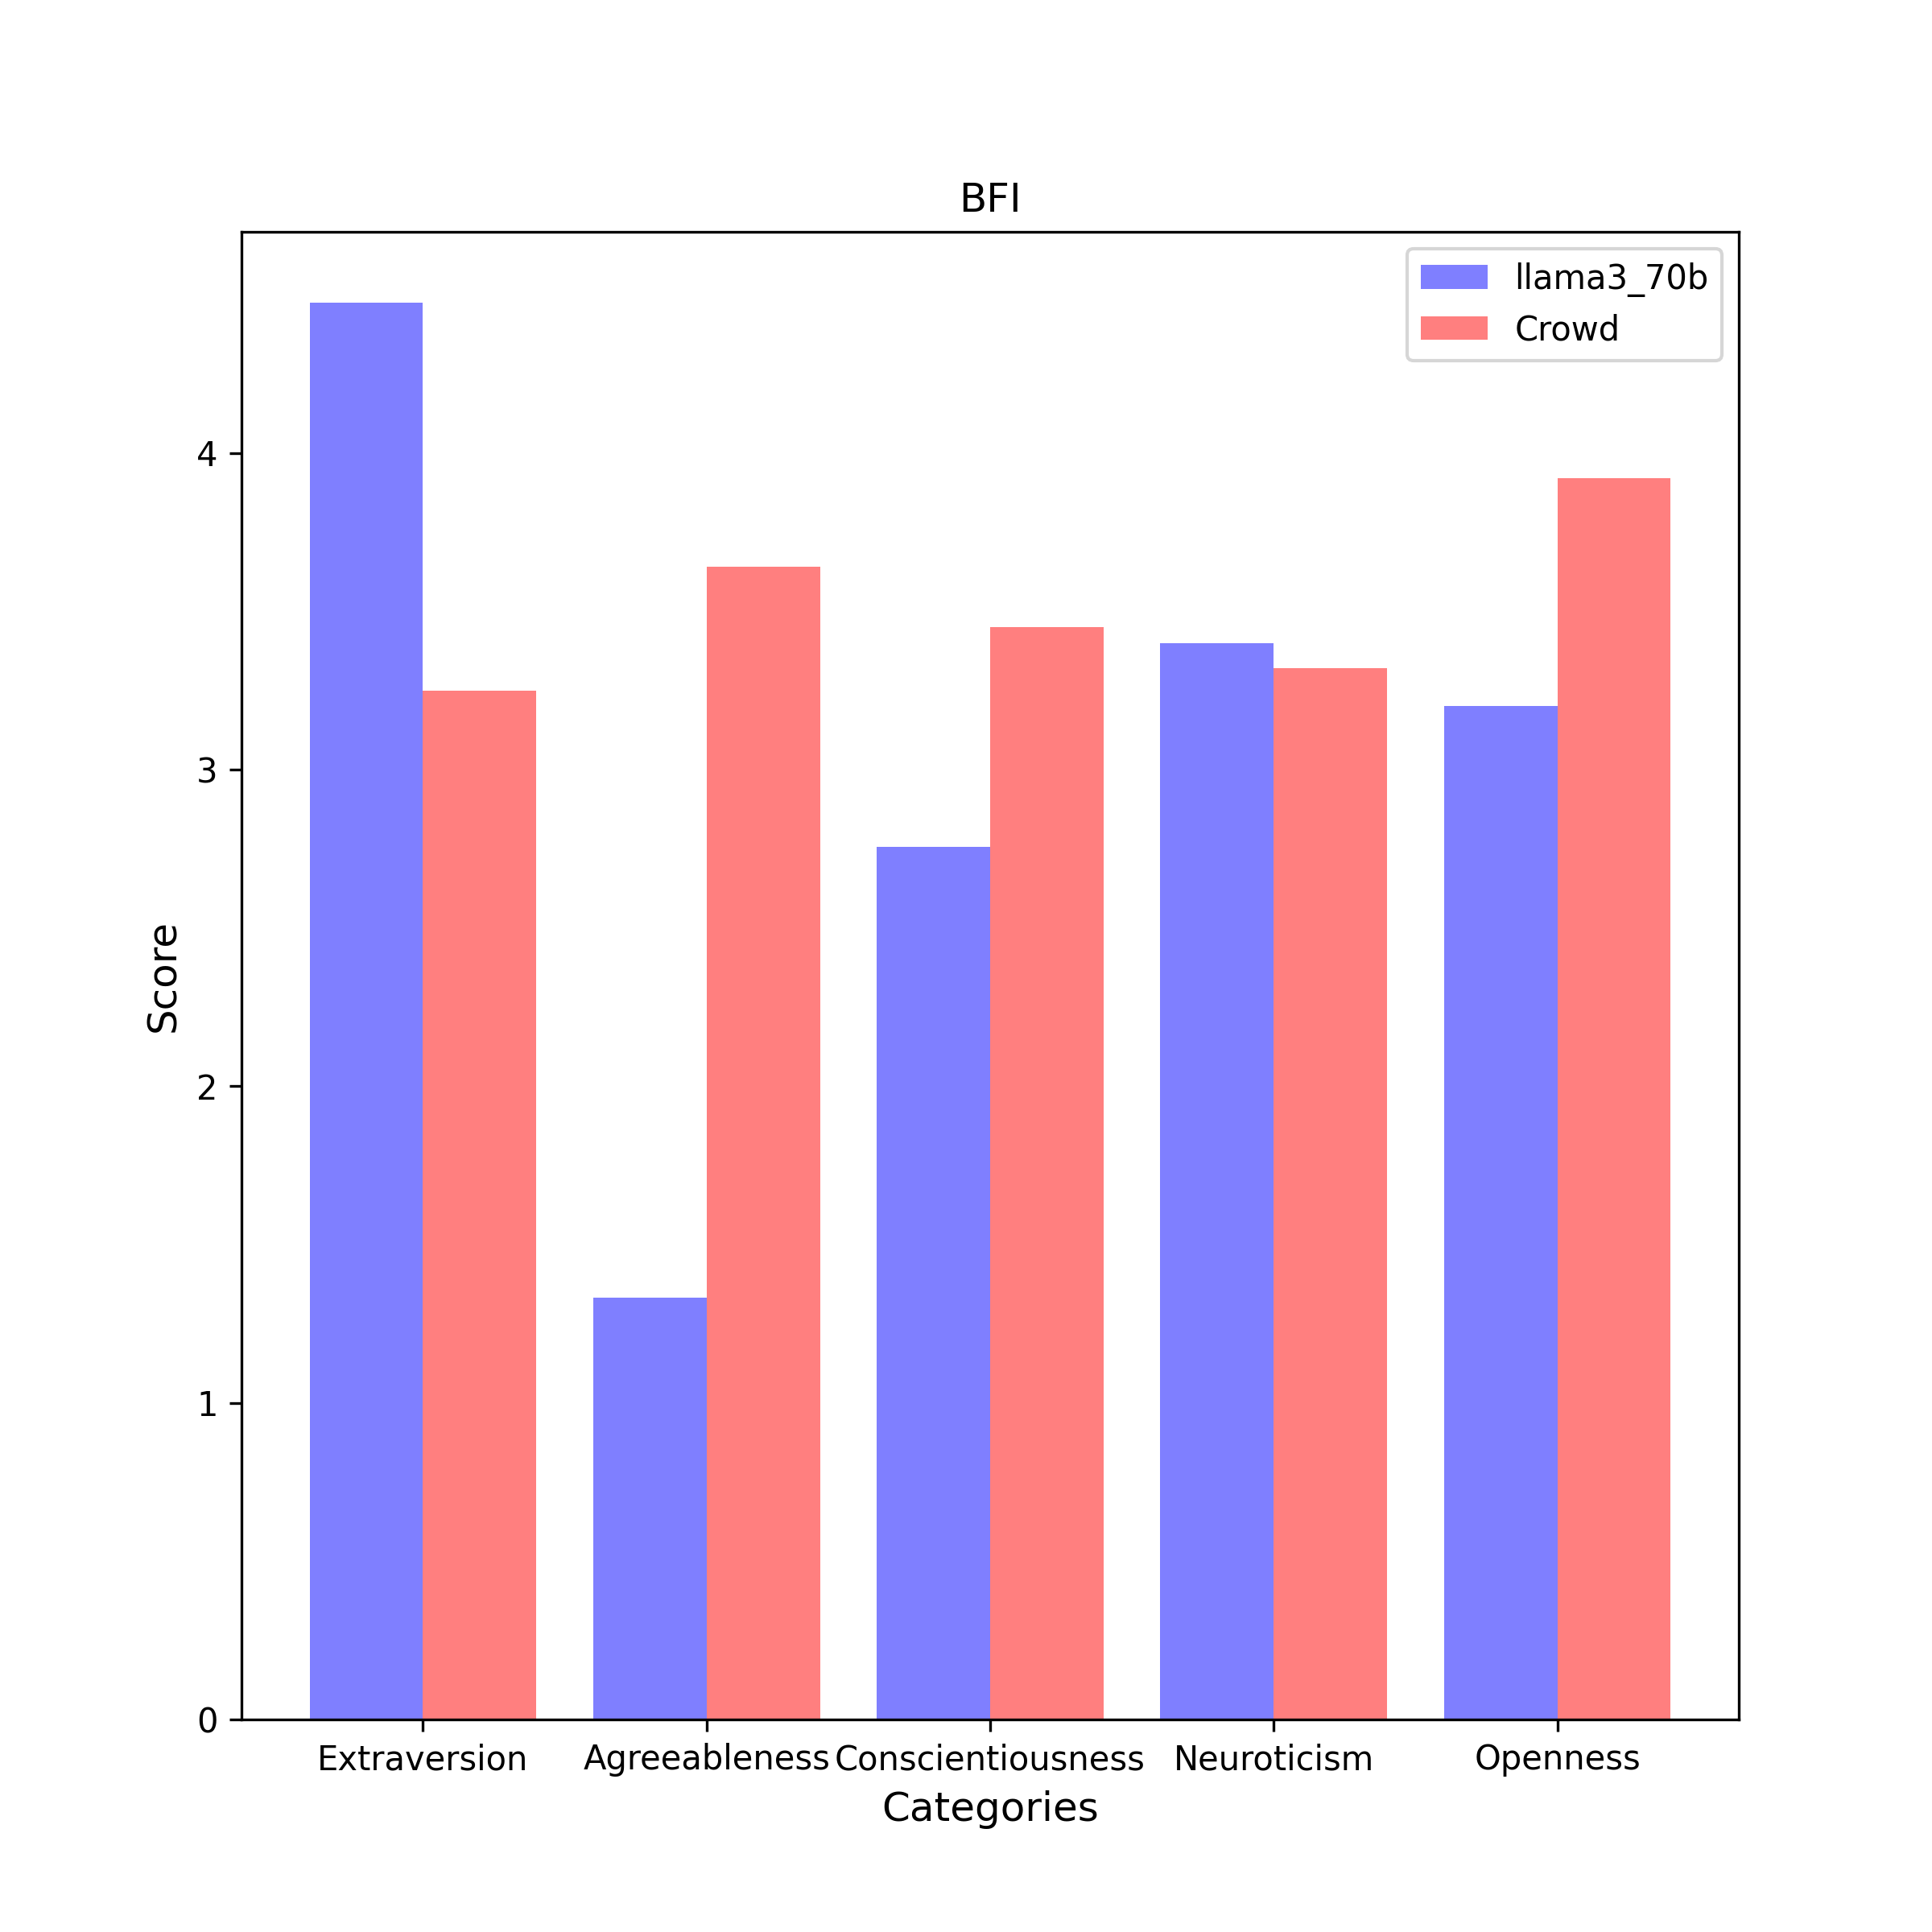 BFI
llama3_70b
Crowd
4
3
2
1
0
Score
Extraversion Agreeableness Conscientiousness Neuroticism Openness
Categories